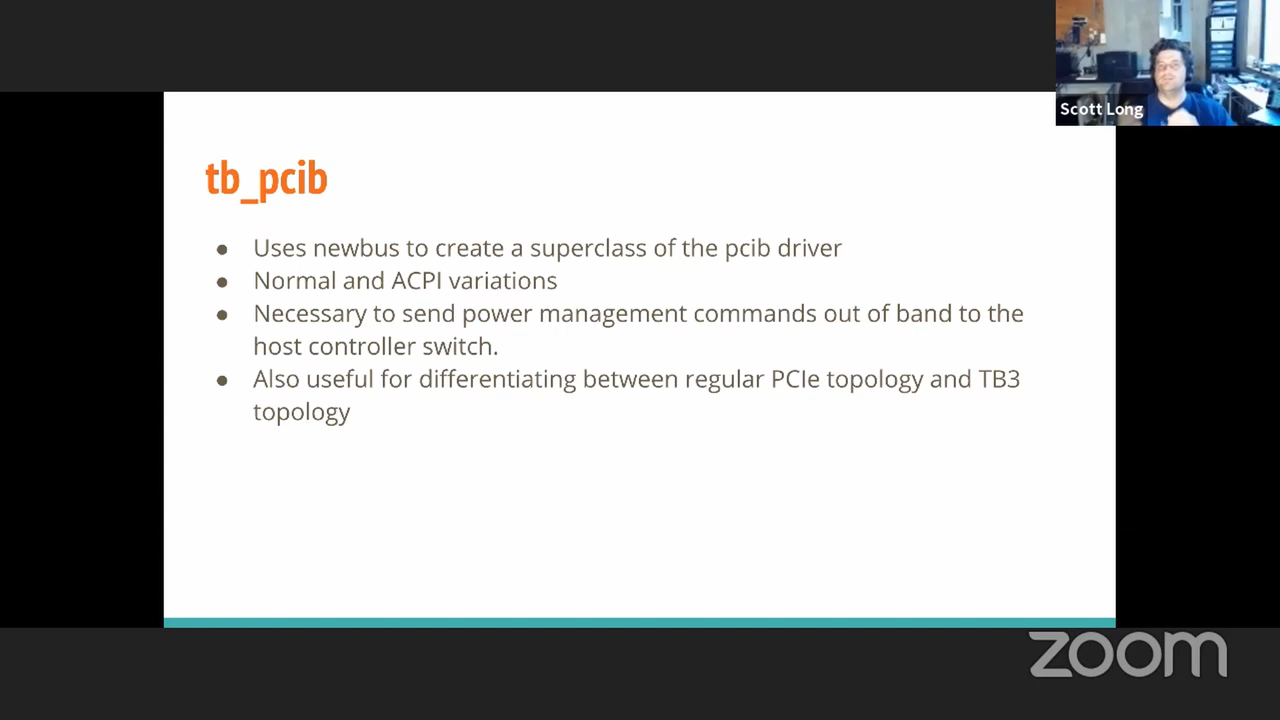 Scott Long
tb_pcib
● Uses newbus to create a superclass of the pcib driver
● Normal and ACPI variations
● Necessary to send power management commands out of band to the
host controller switch.
● Also useful for differentiating between regular PCIe topology and TB3
topology
zoom